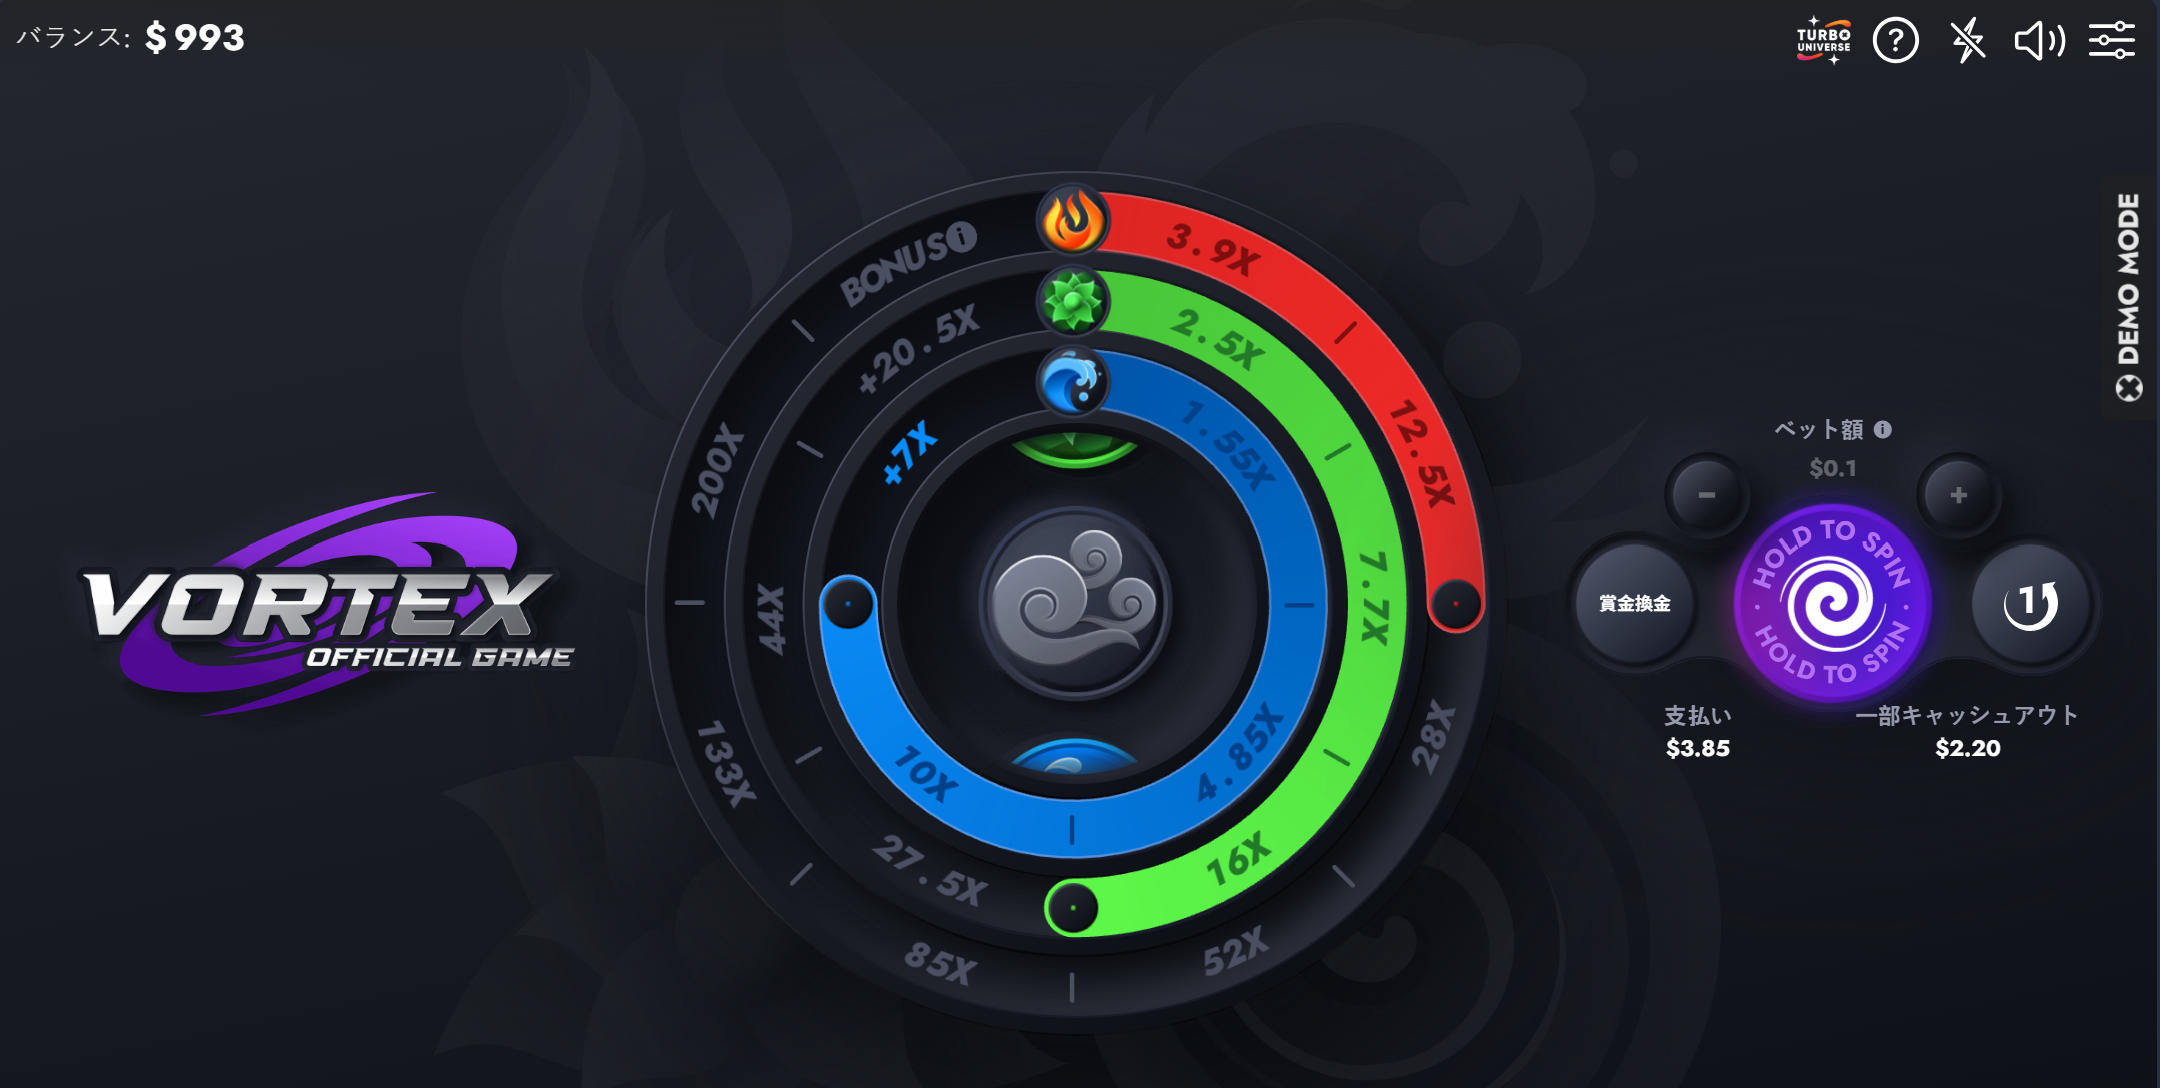 バランス: $ 993
TURBO
UNIVERSE
?
DEMO MODE
BONUS i
3.9X
12.5X
28X
52X
85X
133X
200X
+20.5X
2.5X
7.7X
16X
27.5X
44X
+7X
1.55X
4.85X
10X
VORTEX
OFFICIAL GAME
ベット額 i
$0.1
-
+
HOLD TO SPIN
HOLD TO SPIN
賞金換金
1
支払い
$3.85
一部キャッシュアウト
$2.20